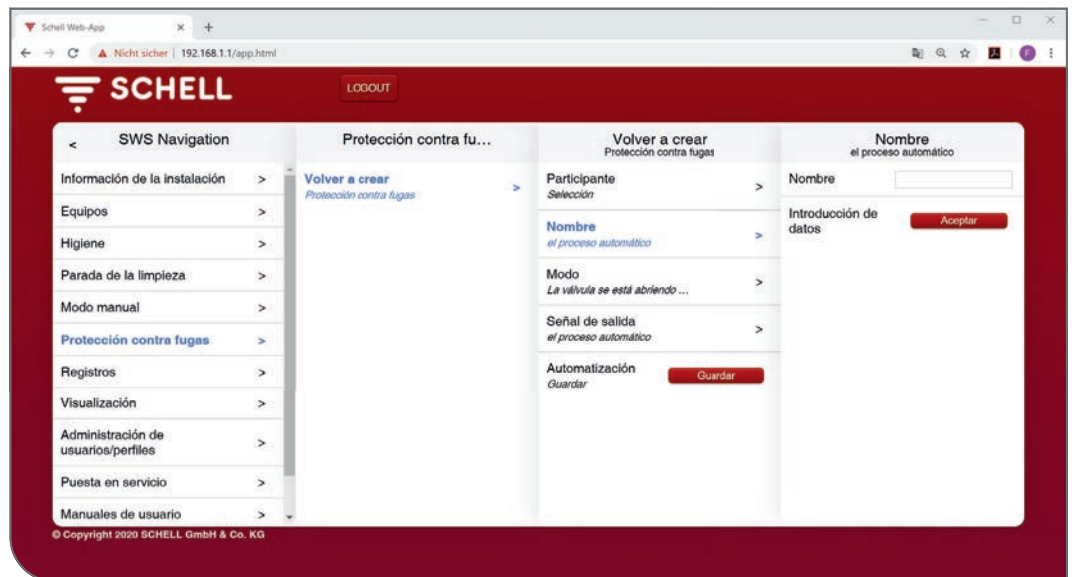 Schell Web-App
Nicht sicher | 192.168.1.1/app.html
F
SCHELL
LOGOUT
< SWS Navigation
Información de la instalación >
Equipos >
Higiene >
Parada de la limpieza >
Modo manual >
Protección contra fugas >
Registros >
Visualización >
Administración de
usuarios/perfiles >
Puesta en servicio >
Manuales de usuario >
Protección contra fu...
Volver a crear >
Protección contra fugas
Volver a crear
Protección contra fugas
Participante >
Selección
Nombre >
el proceso automático
Modo >
La válvula se está abriendo ...
Señal de salida >
el proceso automático
Automatización
Guardar
Guardar
Nombre
el proceso automático
Nombre
Introducción de
datos
Aceptar
© Copyright 2020 SCHELL GmbH & Co. KG